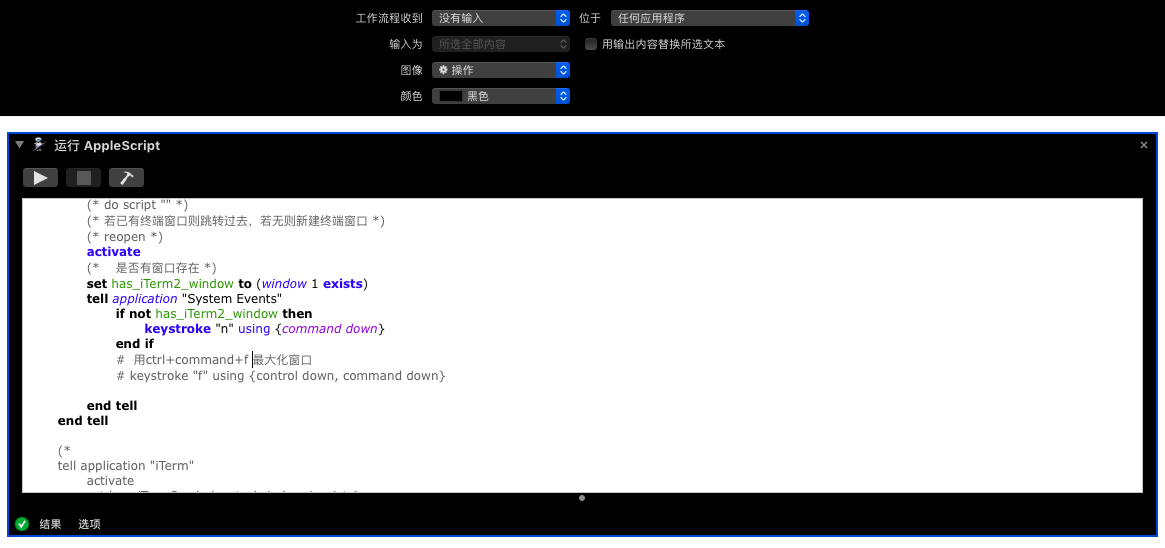 工作流程收到 没有输入 位于 任何应用程序
输入为 所选全部内容 用输出内容替换所选文本
图像 操作
颜色 黑色
运行 AppleScript
(* do script "" *)
(* 若已有终端窗口则跳转过去，若无则新建终端窗口 *)
(* reopen *)
activate
(* 是否有窗口存在 *)
set has_iTerm2_window to (window 1 exists)
tell application "System Events"
if not has_iTerm2_window then
keystroke "n" using {command down}
end if
# 用ctrl+command+f 最大化窗口
# keystroke "f" using {control down, command down}
end tell
end tell
(*
tell application "iTerm"
activate
结果 选项